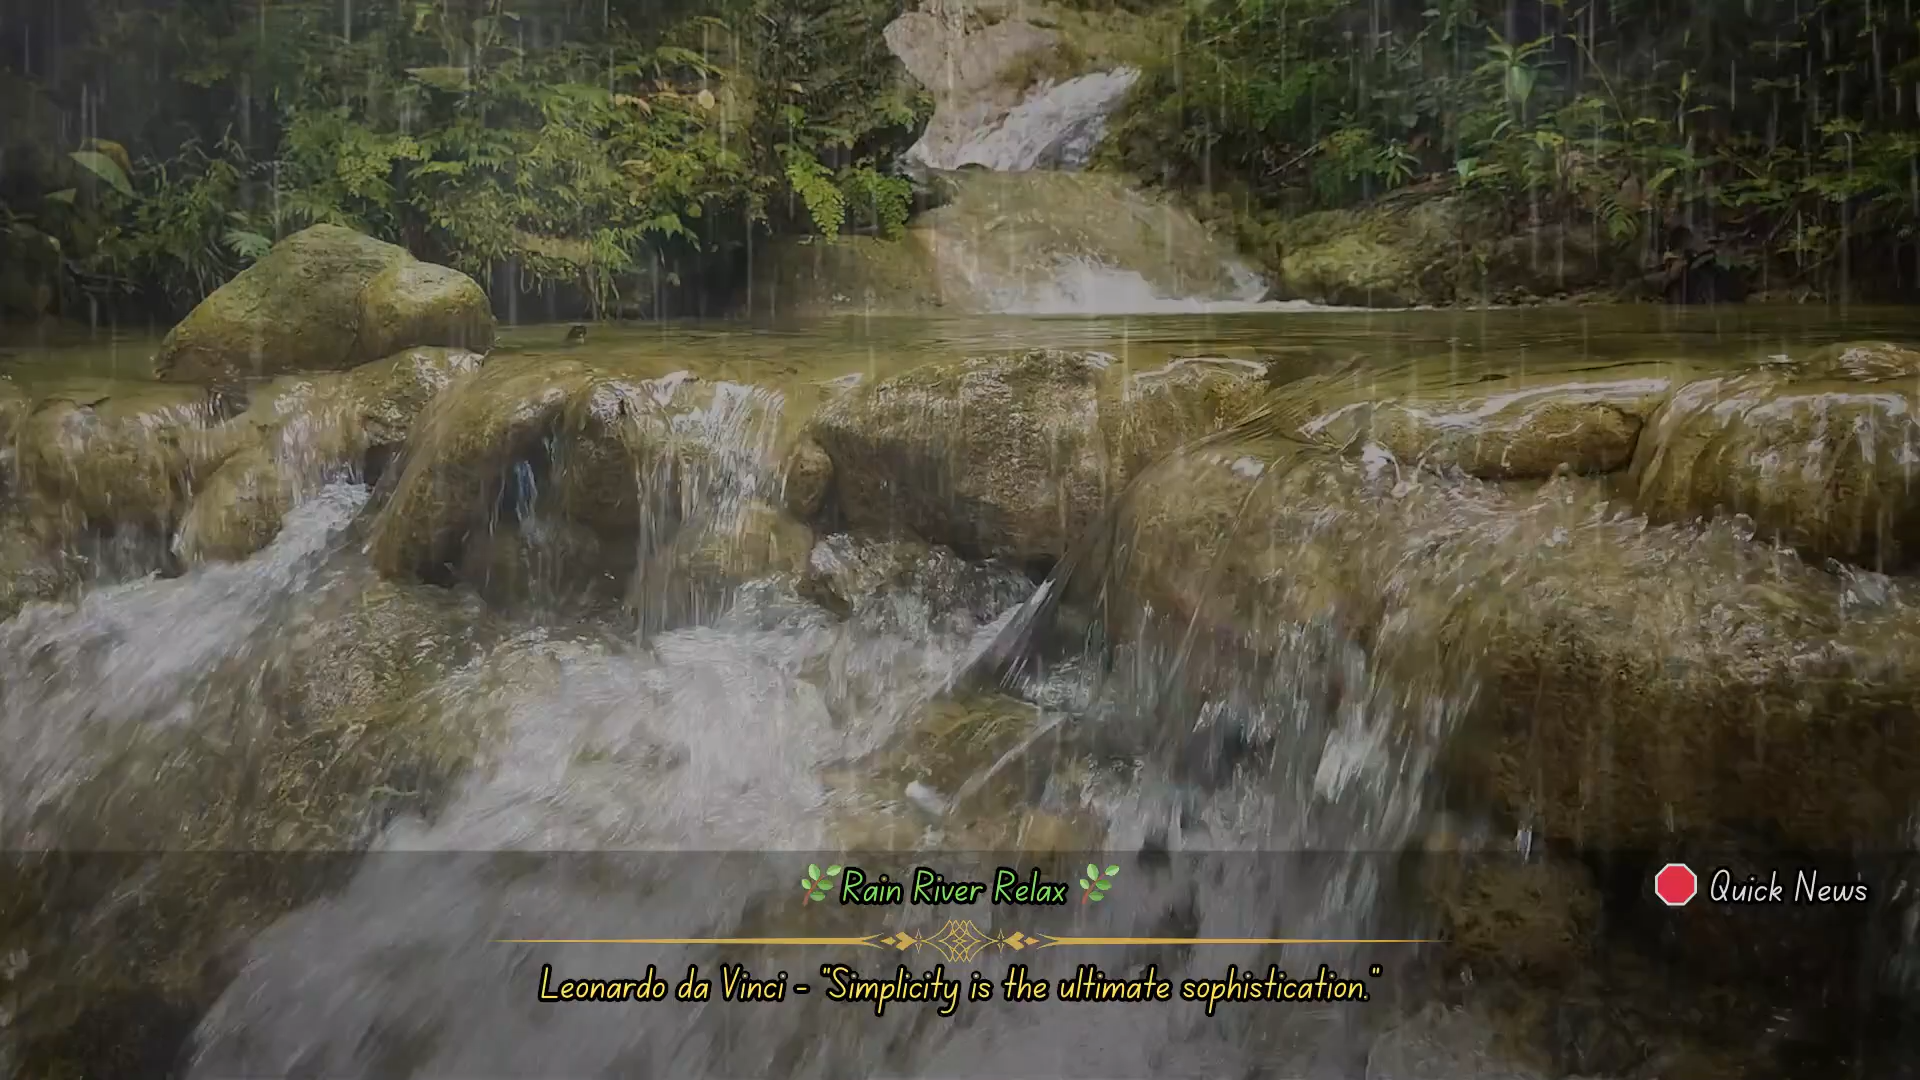 🌿Rain River Relax 🌿
Quick News
Leonardo da Vinci - "Simplicity is the ultimate sophistication."